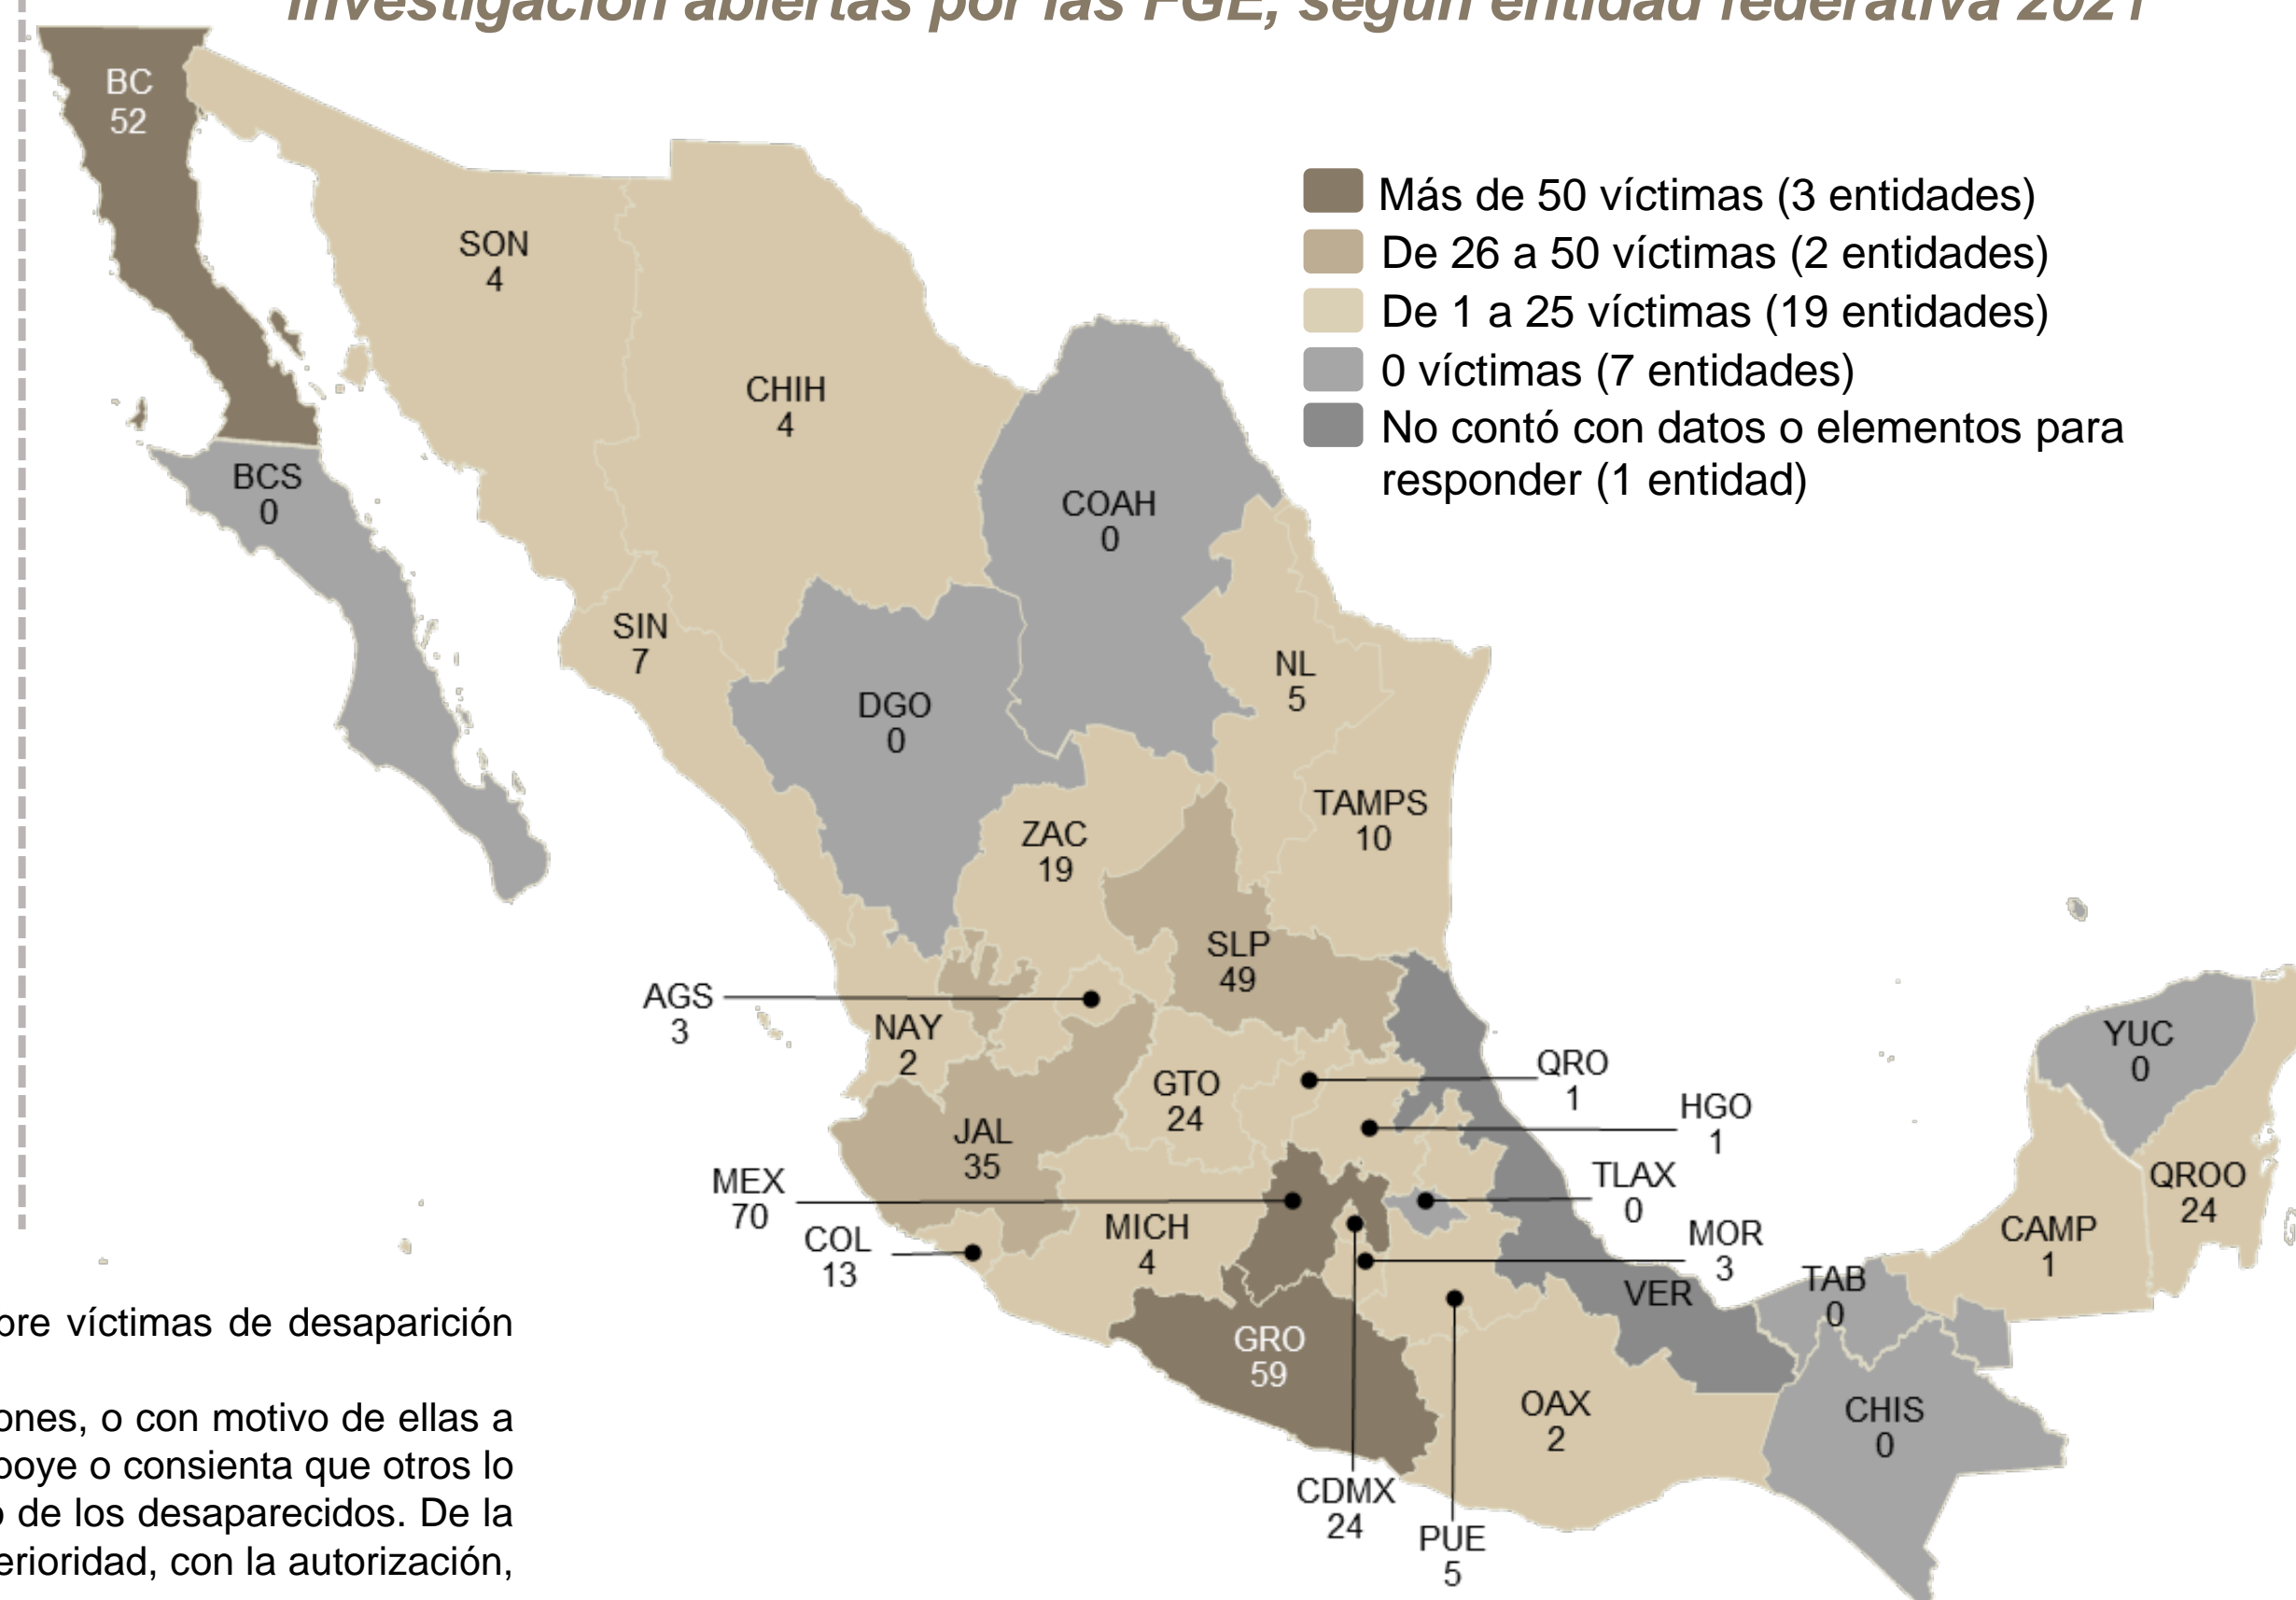 investigación abiertas por las FGE, según entidad federativa 2021
BC
52
SON
4
CHIH
4
Más de 50 víctimas (3 entidades)
De 26 a 50 víctimas (2 entidades)
De 1 a 25 víctimas (19 entidades)
0 víctimas (7 entidades)
No contó con datos o elementos para
responder (1 entidad)
BCS
0
COAH
0
SIN
7
NL
5
DGO
0
TAMPS
10
ZAC
19
SLP
49
AGS
3
NAY
2
YUC
0
QRO
1
GTO
24
HGO
1
JAL
35
TLAX
0
QROO
24
MEX
70
MICH
4
MOR
3
CAMP
1
COL
13
TAB
0
VER
GRO
59
OAX
2
CHIS
0
CDMX
24
PUE
5
víctimas de desaparición
o con motivo de ellas a
o consienta que otros lo
de los desaparecidos. De la
con la autorización,